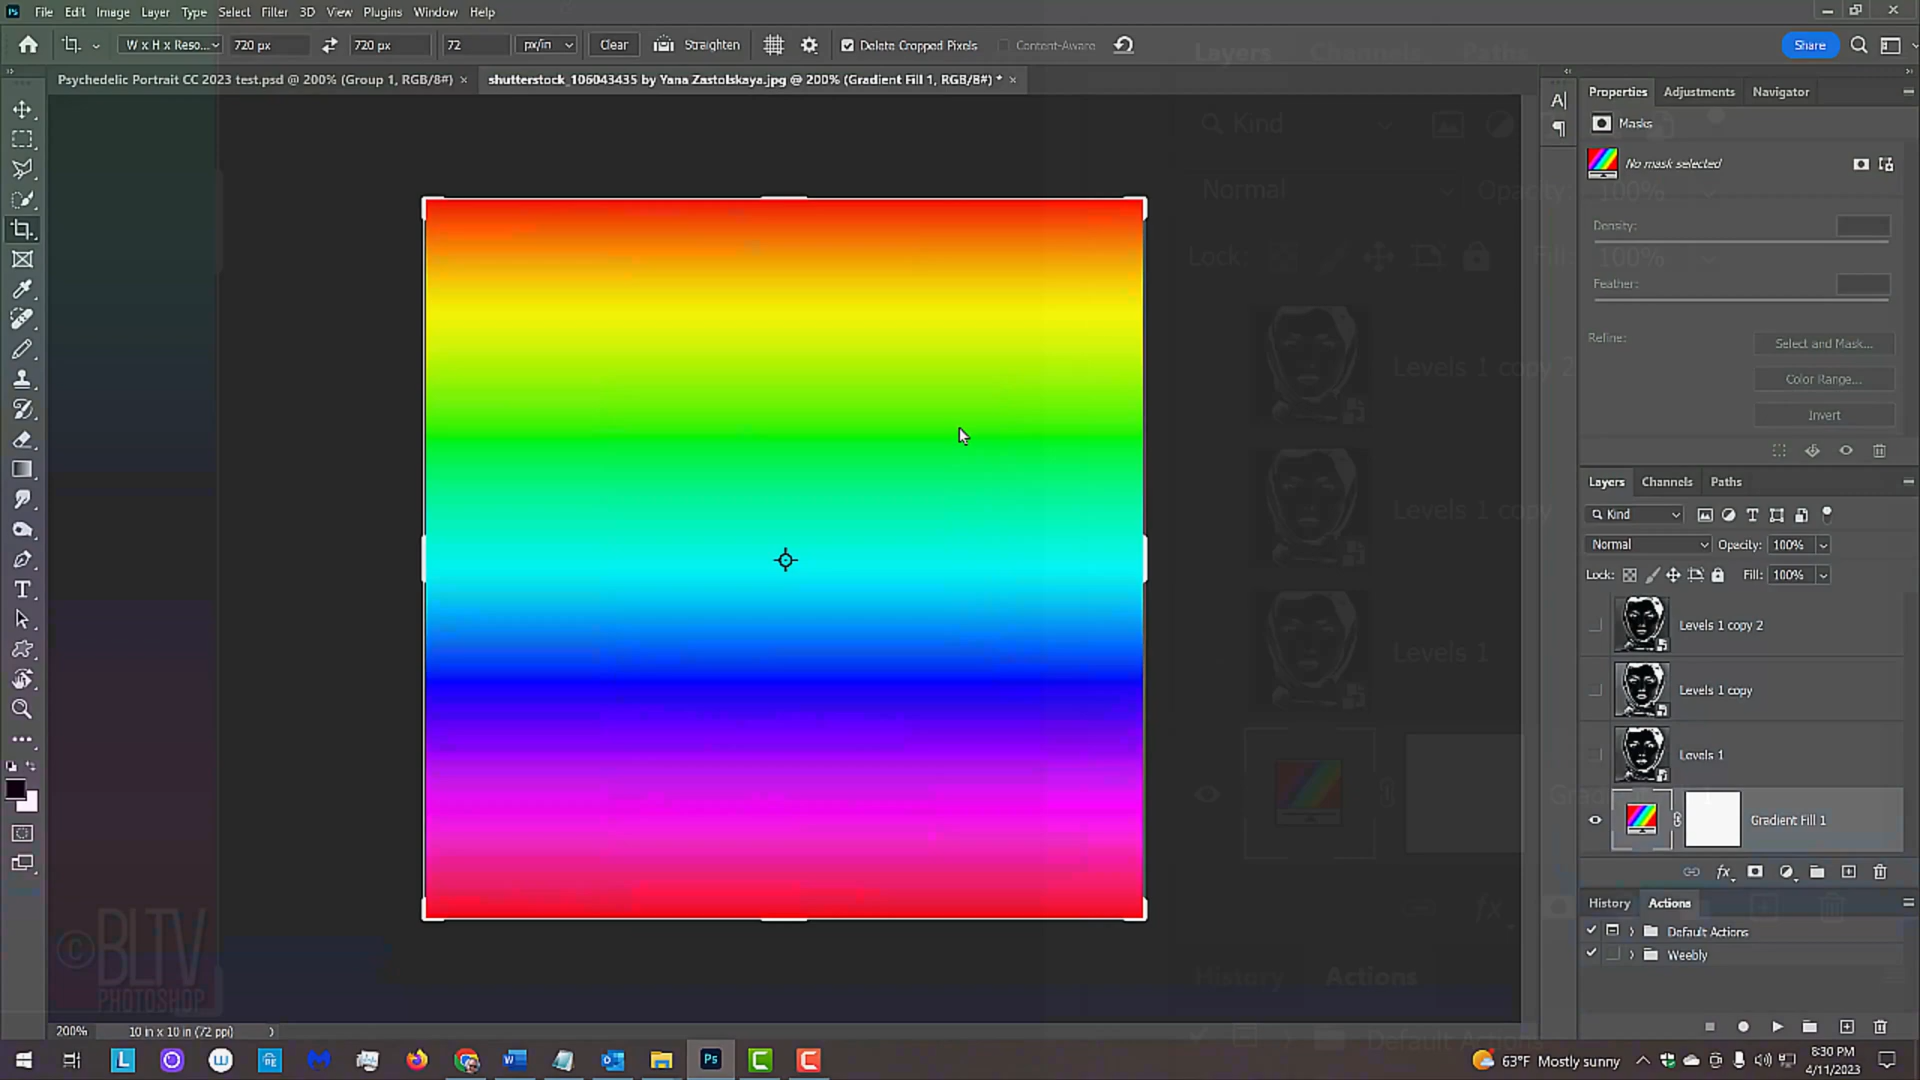 Ps File Edit Image Layer Type Select Filter 3D View Plugins Window Help
W x H x Reso... 720 px 720 px 72 px/in Clear Straighten Delete Cropped Pixels Content-Aware Share
Layers Channels Paths
Psychedelic Portrait CC 2023 test.psd @ 200% (Group 1, RGB/8#) × shutterstock_106043435 by Yana Zastolskaya.jpg @ 200% (Gradient Fill 1, RGB/8#) * ×
Properties Adjustments Navigator
Kind
Masks
No mask selected
Normal Opacity: 100%
Density:
Lock: Fill: 100%
Feather:
Refine: Select and Mask...
Color Range...
Invert
Levels 1 copy 2
Levels 1 copy
Levels 1
Layers Channels Paths
Kind
Normal Opacity: 100%
Lock: Fill: 100%
Levels 1 copy 2
Levels 1 copy
Levels 1
Gradient Fill 1
fx
History Actions
Default Actions
Weebly
History Actions
Default Actions
©BLTV
PHOTOSHOP
200% 10 in x 10 in (72 ppi)
L W PE W Ps C C 63°F Mostly sunny 8:30 PM
4/11/2023